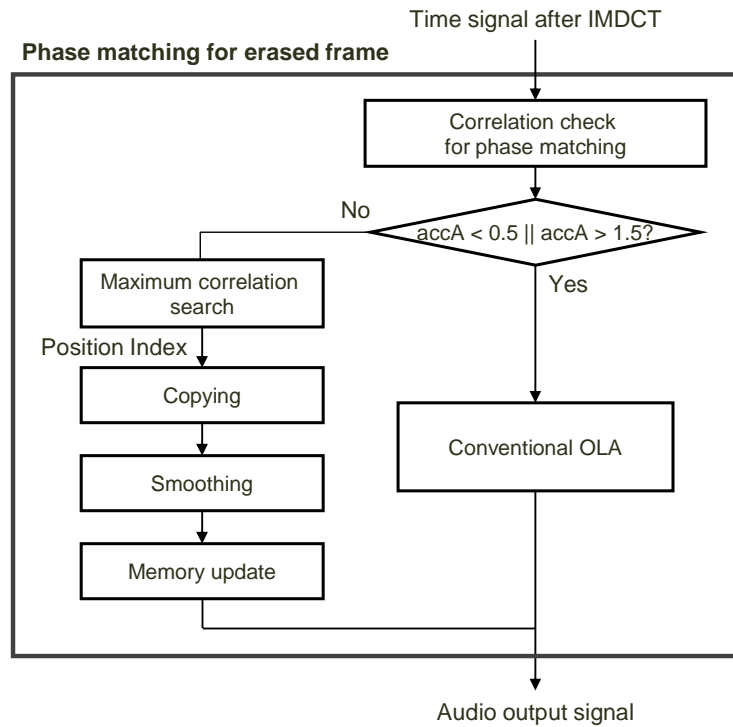 Time signal after IMDCT
Phase matching for erased frame
Correlation check
for phase matching
No
accA < 0.5 || accA > 1.5?
Maximum correlation
search
Yes
Position Index
Copying
Conventional OLA
Smoothing
Memory update
Audio output signal